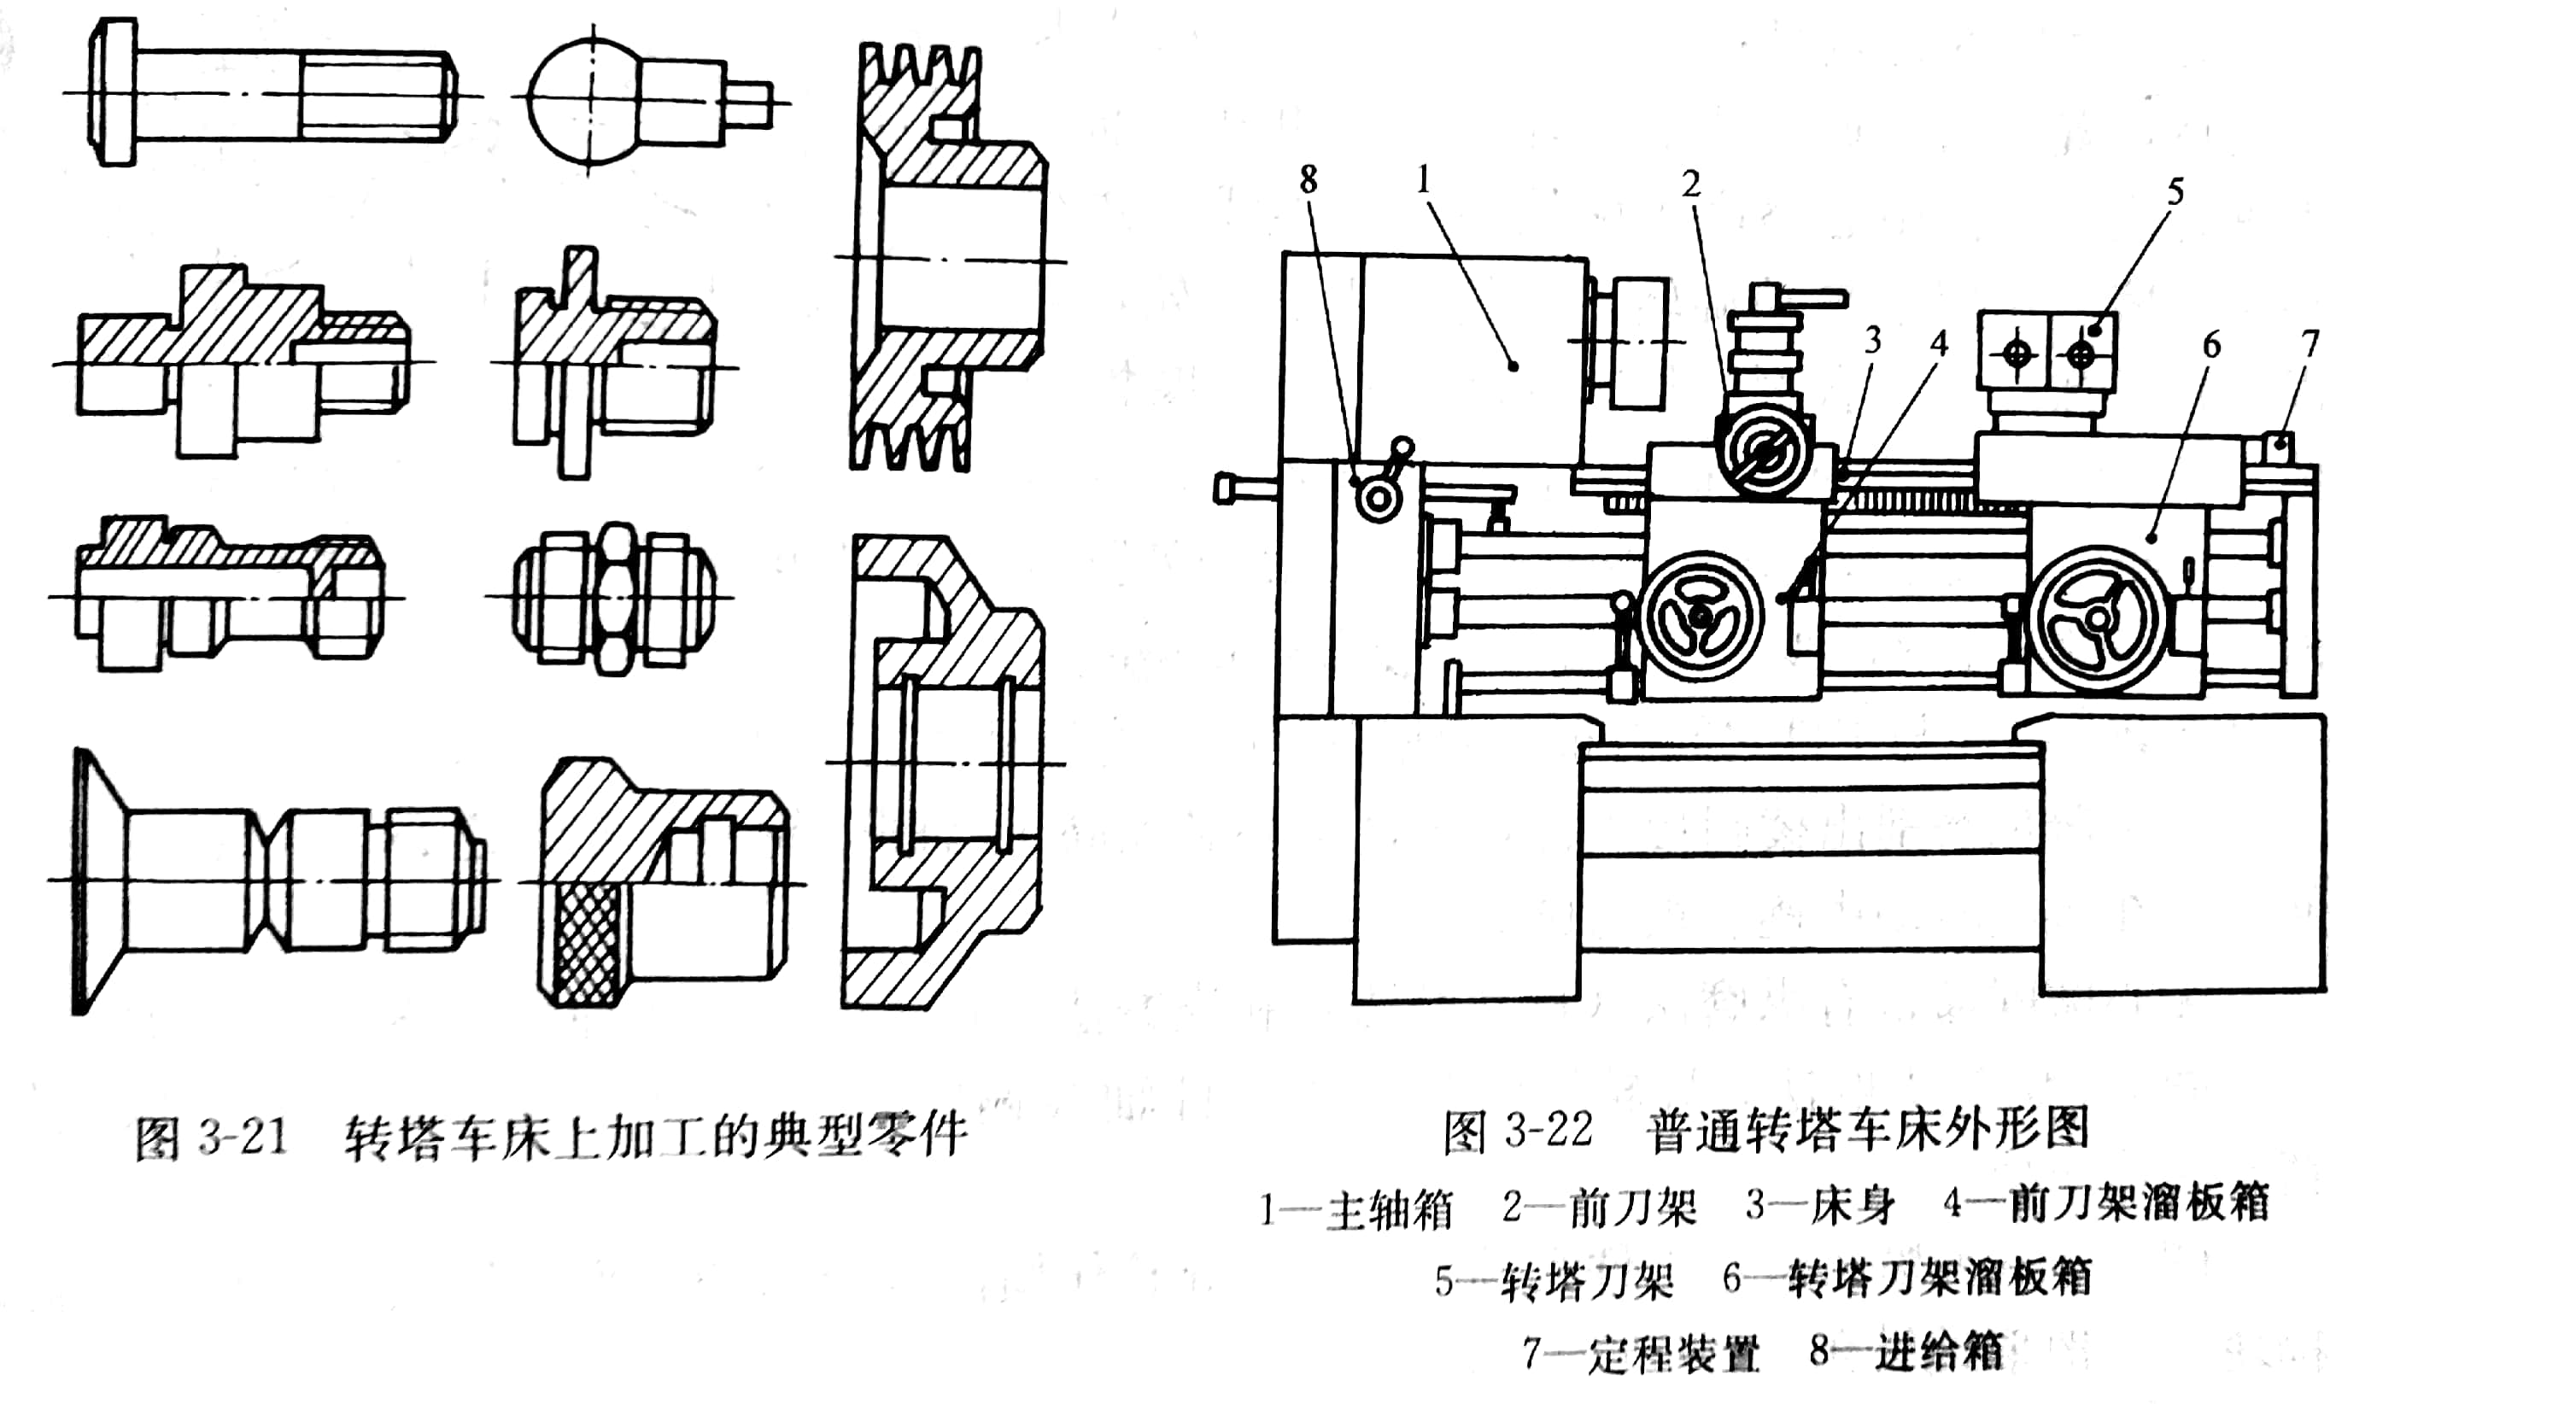 8 1 2 5
3 4 6 7
图 3-21 转塔车床上加工的典型零件
图 3-22 普通转塔车床外形图
1—主轴箱 2—前刀架 3—床身 4—前刀架溜板箱
5—转塔刀架 6—转塔刀架溜板箱
7—定程装置 8—进给箱